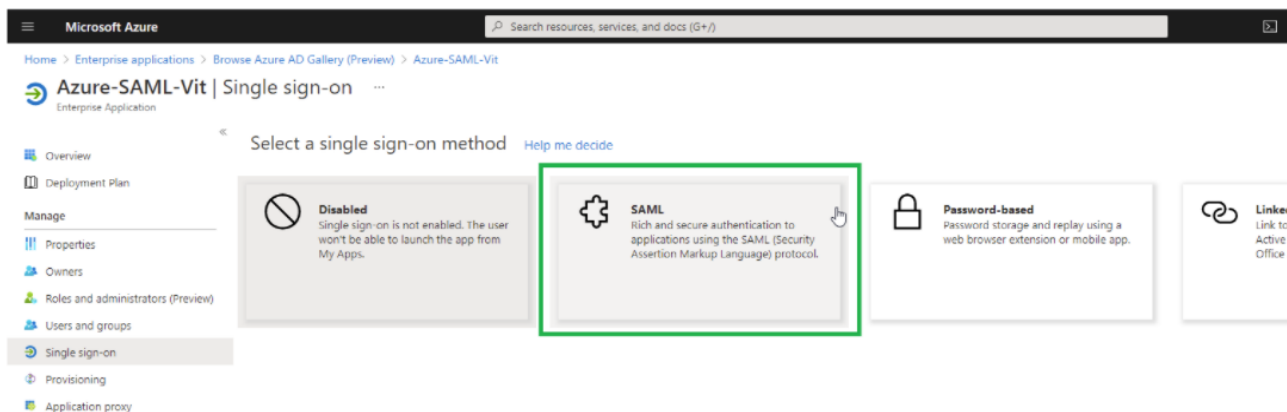 Microsoft Azure
Search resources, services, and docs (G+/)
Home > Enterprise applications > Browse Azure AD Gallery (Preview) > Azure-SAML-Vit
Azure-SAML-Vit | Single sign-on ...
Enterprise Application
«
Select a single sign-on method Help me decide
Overview
Deployment Plan
Manage
Properties
Owners
Roles and administrators (Preview)
Users and groups
Single sign-on
Provisioning
Application proxy
Disabled
Single sign-on is not enabled. The user
won't be able to launch the app from
My Apps.
SAML
Rich and secure authentication to
applications using the SAML (Security
Assertion Markup Language) protocol.
Password-based
Password storage and replay using a
web browser extension or mobile app.
Linke
Link to
Active
Office